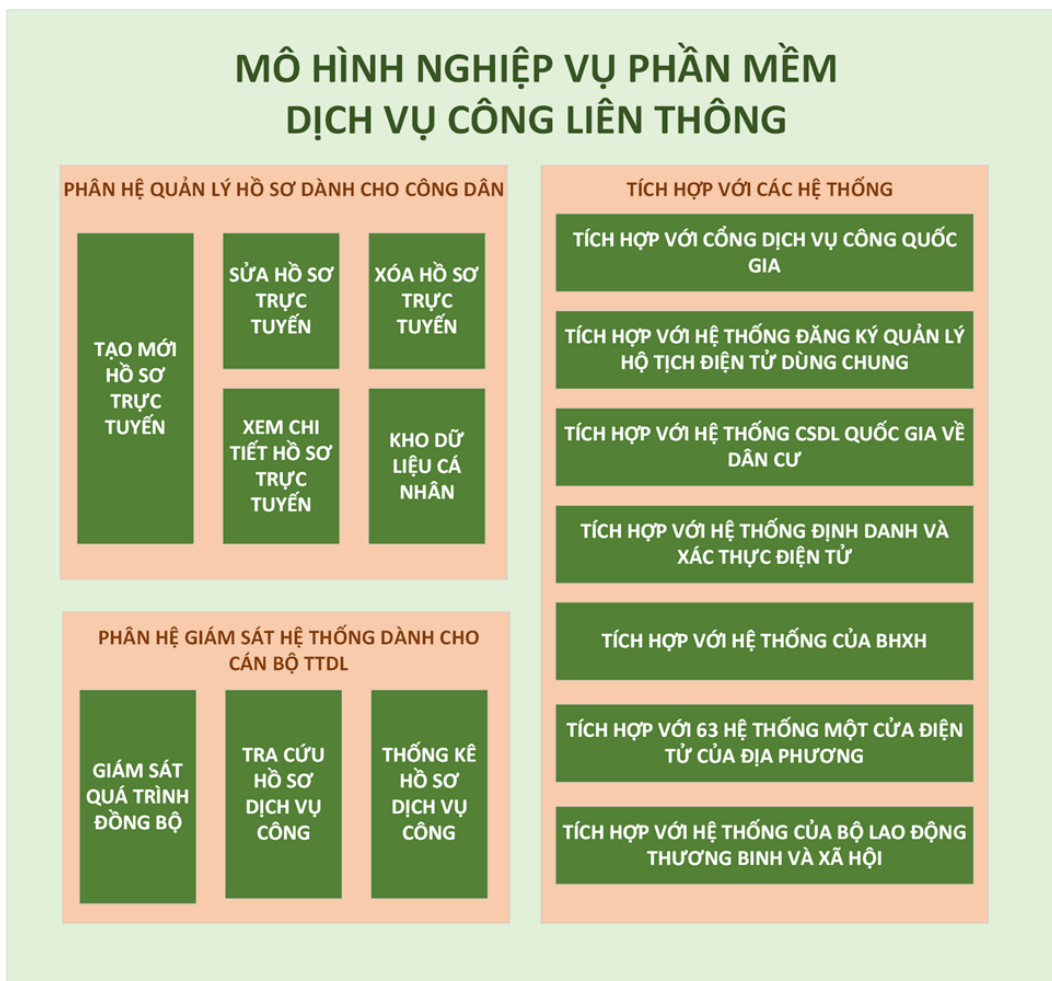 MÔ HÌNH NGHIỆP VỤ PHẦN MỀM
DỊCH VỤ CÔNG LIÊN THÔNG
PHÂN HỆ QUẢN LÝ HỒ SƠ DÀNH CHO CÔNG DÂN
TẠO MỚI
HỒ SƠ
TRỰC
TUYẾN
SỬA HỒ SƠ
TRỰC
TUYẾN
XÓA HỒ SƠ
TRỰC
TUYẾN
XEM CHI
TIẾT HỒ SƠ
TRỰC
TUYẾN
KHO DỮ
LIỆU CÁ
NHÂN
PHÂN HỆ GIÁM SÁT HỆ THỐNG DÀNH CHO
CÁN BỘ TTDL
GIÁM SÁT
QUÁ TRÌNH
ĐỒNG BỘ
TRA CỨU
HỒ SƠ
DỊCH VỤ
CÔNG
THỐNG KÊ
HỒ SƠ
DỊCH VỤ
CÔNG
TÍCH HỢP VỚI CÁC HỆ THỐNG
TÍCH HỢP VỚI CỔNG DỊCH VỤ CÔNG QUỐC
GIA
TÍCH HỢP VỚI HỆ THỐNG ĐĂNG KÝ QUẢN LÝ
HỘ TỊCH ĐIỆN TỬ DÙNG CHUNG
TÍCH HỢP VỚI HỆ THỐNG CSDL QUỐC GIA VỀ
DÂN CƯ
TÍCH HỢP VỚI HỆ THỐNG ĐỊNH DANH VÀ
XÁC THỰC ĐIỆN TỬ
TÍCH HỢP VỚI HỆ THỐNG CỦA BHXH
TÍCH HỢP VỚI 63 HỆ THỐNG MỘT CỬA ĐIỆN
TỬ CỦA ĐỊA PHƯƠNG
TÍCH HỢP VỚI HỆ THỐNG CỦA BỘ LAO ĐỘNG
THƯƠNG BINH VÀ XÃ HỘI